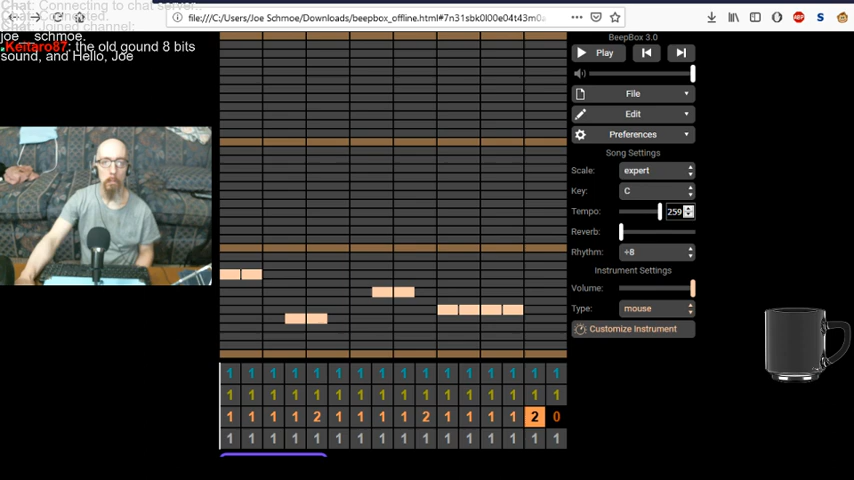 Chat: Connecting to chat server..
Chat: Connected.
Chat: Joined channel:
joe__schmoe.
Keitaro87: the old gound 8 bits
sound, and Hello, Joe
file:///C:/Users/Joe Schmoe/Downloads/beepbox_offline.html#7n31sbk0l00e04t43m0
BeepBox 3.0
Play
File
Edit
Preferences
Song Settings
Scale: expert
Key: C
Tempo: 259
Reverb:
Rhythm: ÷8
Instrument Settings
Volume:
Type: mouse
Customize Instrument
1 1 1 1 1 1 1 1 1 1 1 1 1 1 1 1
1 1 1 1 1 1 1 1 1 1 1 1 1 1 1 1
1 1 1 1 2 1 1 1 1 2 1 1 1 1 2 0
1 1 1 1 1 1 1 1 1 1 1 1 1 1 1 1
ABP
S